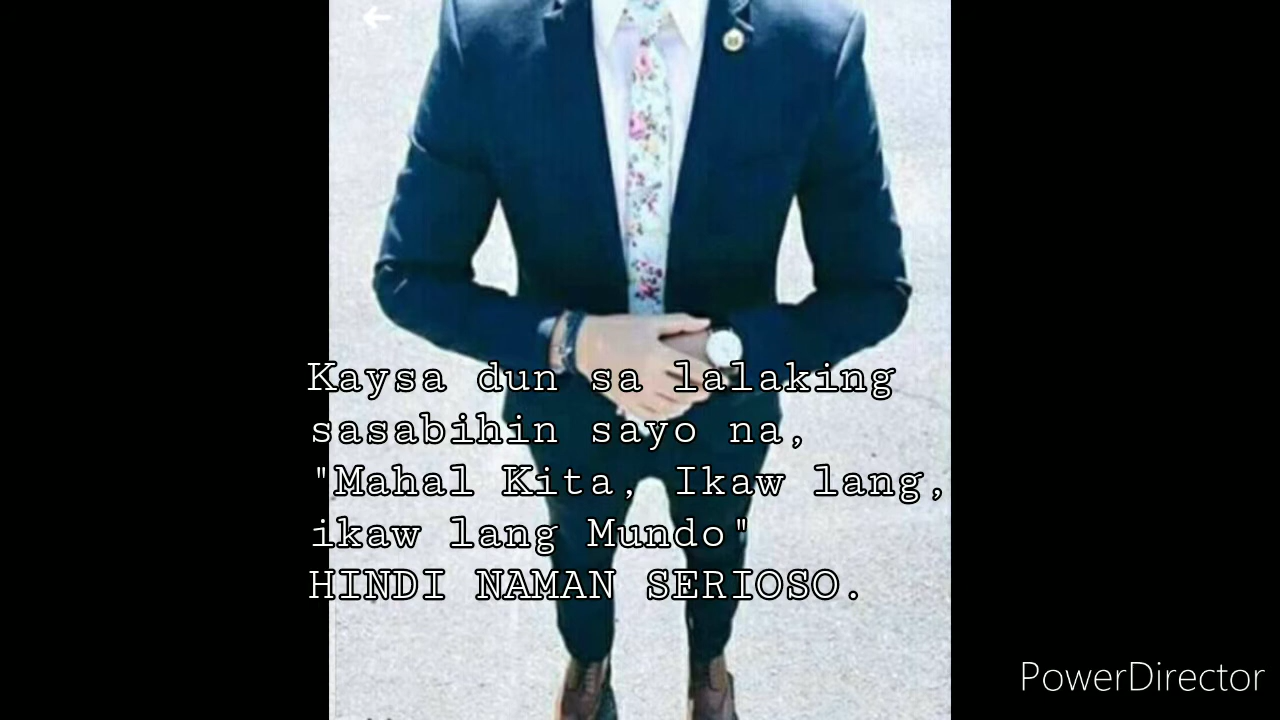 Kaysa dun sa lalaking
sasabihin sayo na,
"Mahal Kita, Ikaw lang,
ikaw lang Mundo"
HINDI NAMAN SERIOSO.
PowerDirector